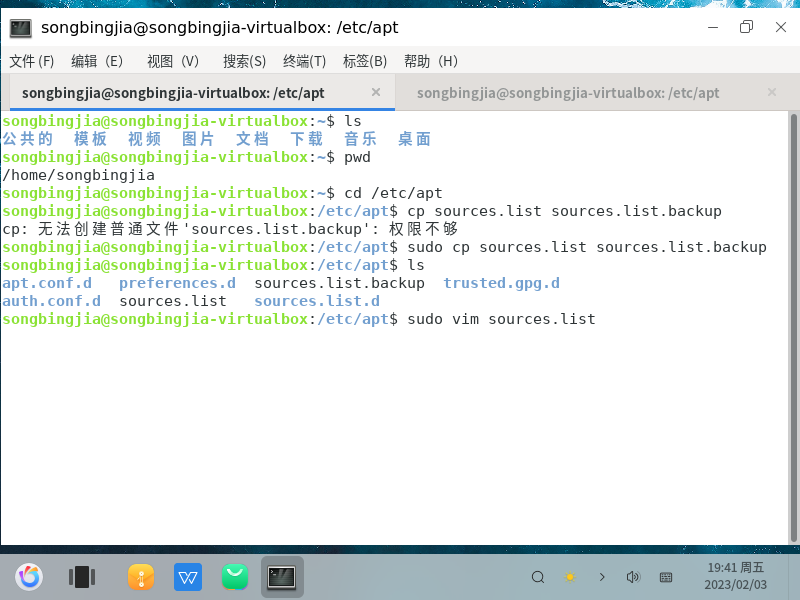 songbingjia@songbingjia-virtualbox: /etc/apt
文件 (F) 编辑（E） 视图（V） 搜索(S) 终端(T) 标签(B) 帮助（H）
songbingjia@songbingjia-virtualbox: /etc/apt songbingjia@songbingjia-virtualbox: /etc/apt
songbingjia@songbingjia-virtualbox:~$ ls
公共的 模板 视频 图片 文档 下载 音乐 桌面
songbingjia@songbingjia-virtualbox:~$ pwd
/home/songbingjia
songbingjia@songbingjia-virtualbox:~$ cd /etc/apt
songbingjia@songbingjia-virtualbox:/etc/apt$ cp sources.list sources.list.backup
cp: 无法创建普通文件'sources.list.backup': 权限不够
songbingjia@songbingjia-virtualbox:/etc/apt$ sudo cp sources.list sources.list.backup
songbingjia@songbingjia-virtualbox:/etc/apt$ ls
apt.conf.d preferences.d sources.list.backup trusted.gpg.d
auth.conf.d sources.list sources.list.d
songbingjia@songbingjia-virtualbox:/etc/apt$ sudo vim sources.list
19:41 周五
2023/02/03